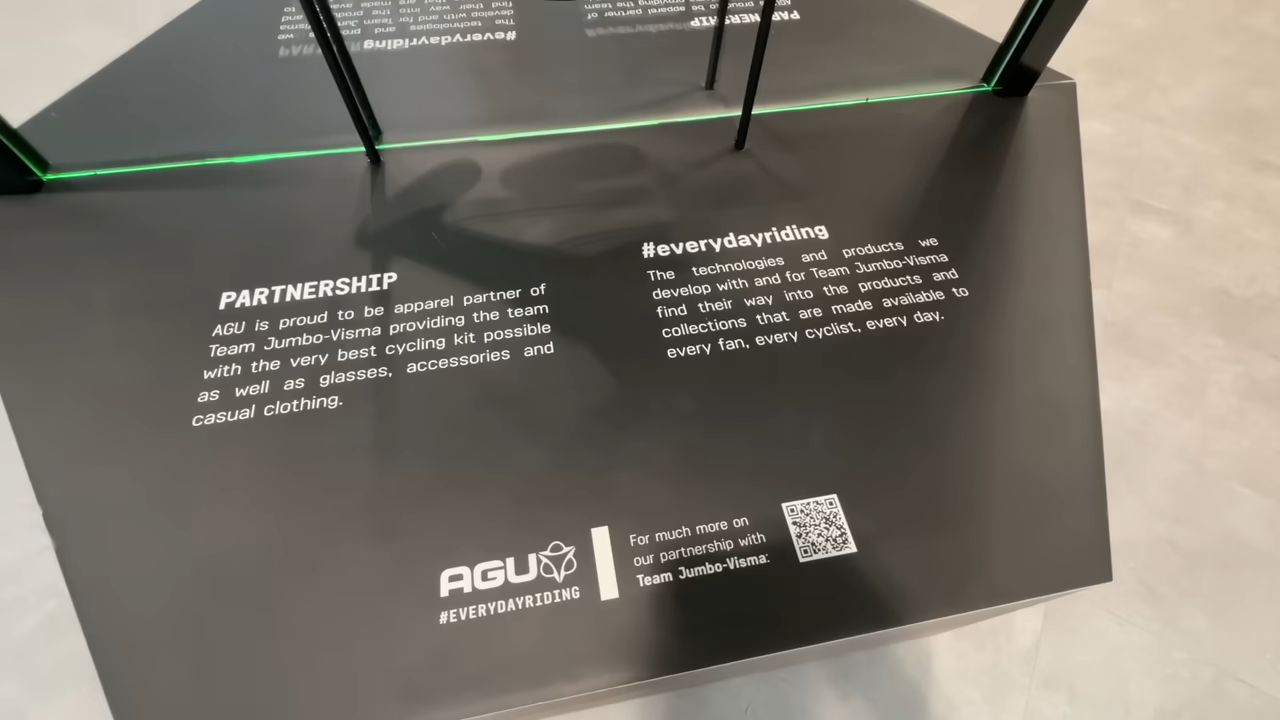 PARTNERSHIP
AGU is proud to be apparel partner of
Team Jumbo-Visma providing the team
with the very best cycling kit possible
as well as glasses, accessories and
casual clothing.
#everydayriding
The technologies and products we
develop with and for Team Jumbo-Visma
find their way into the products and
collections that are made available to
every fan, every cyclist, every day.
AGU
#EVERYDAYRIDING
For much more on
our partnership with
Team Jumbo-Visma: